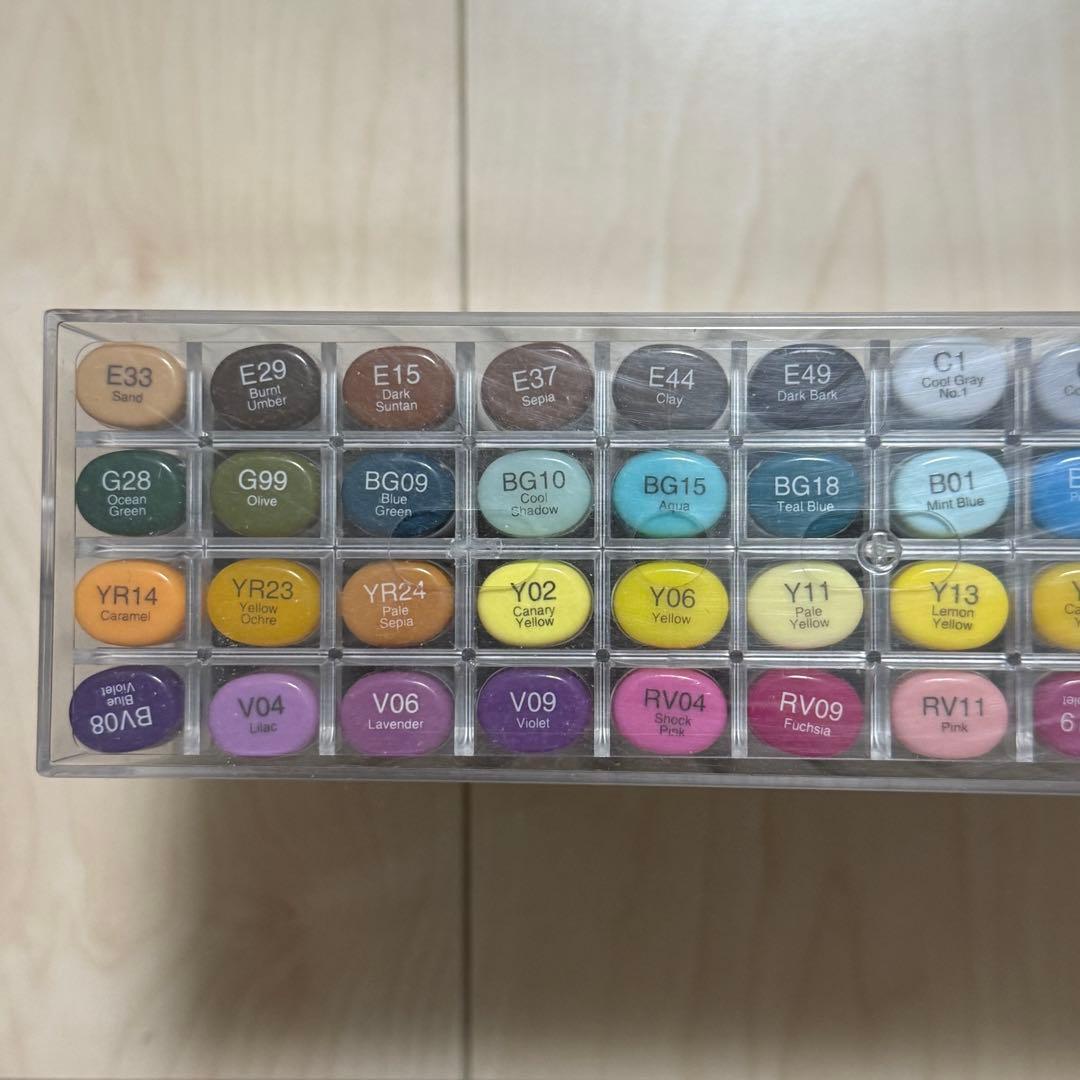 E33
Sand
E29
Burnt
Umber
E15
Dark
Suntan
E37
Sepia
E44
Clay
E49
Dark Bark
C1
Cool Gray
No.1
G28
Ocean
Green
G99
Olive
BG09
Blue
Green
BG10
Cool
Shadow
BG15
Aqua
BG18
Teal Blue
B01
Mint Blue
YR14
Caramel
YR23
Yellow
Ochre
YR24
Pale
Sepia
Y02
Canary
Yellow
Y06
Yellow
Y11
Pale
Yellow
Y13
Lemon
Yellow
BV08
Blue
Violet
V04
Lilac
V06
Lavender
V09
Violet
RV04
Shock
Pink
RV09
Fuchsia
RV11
Pink